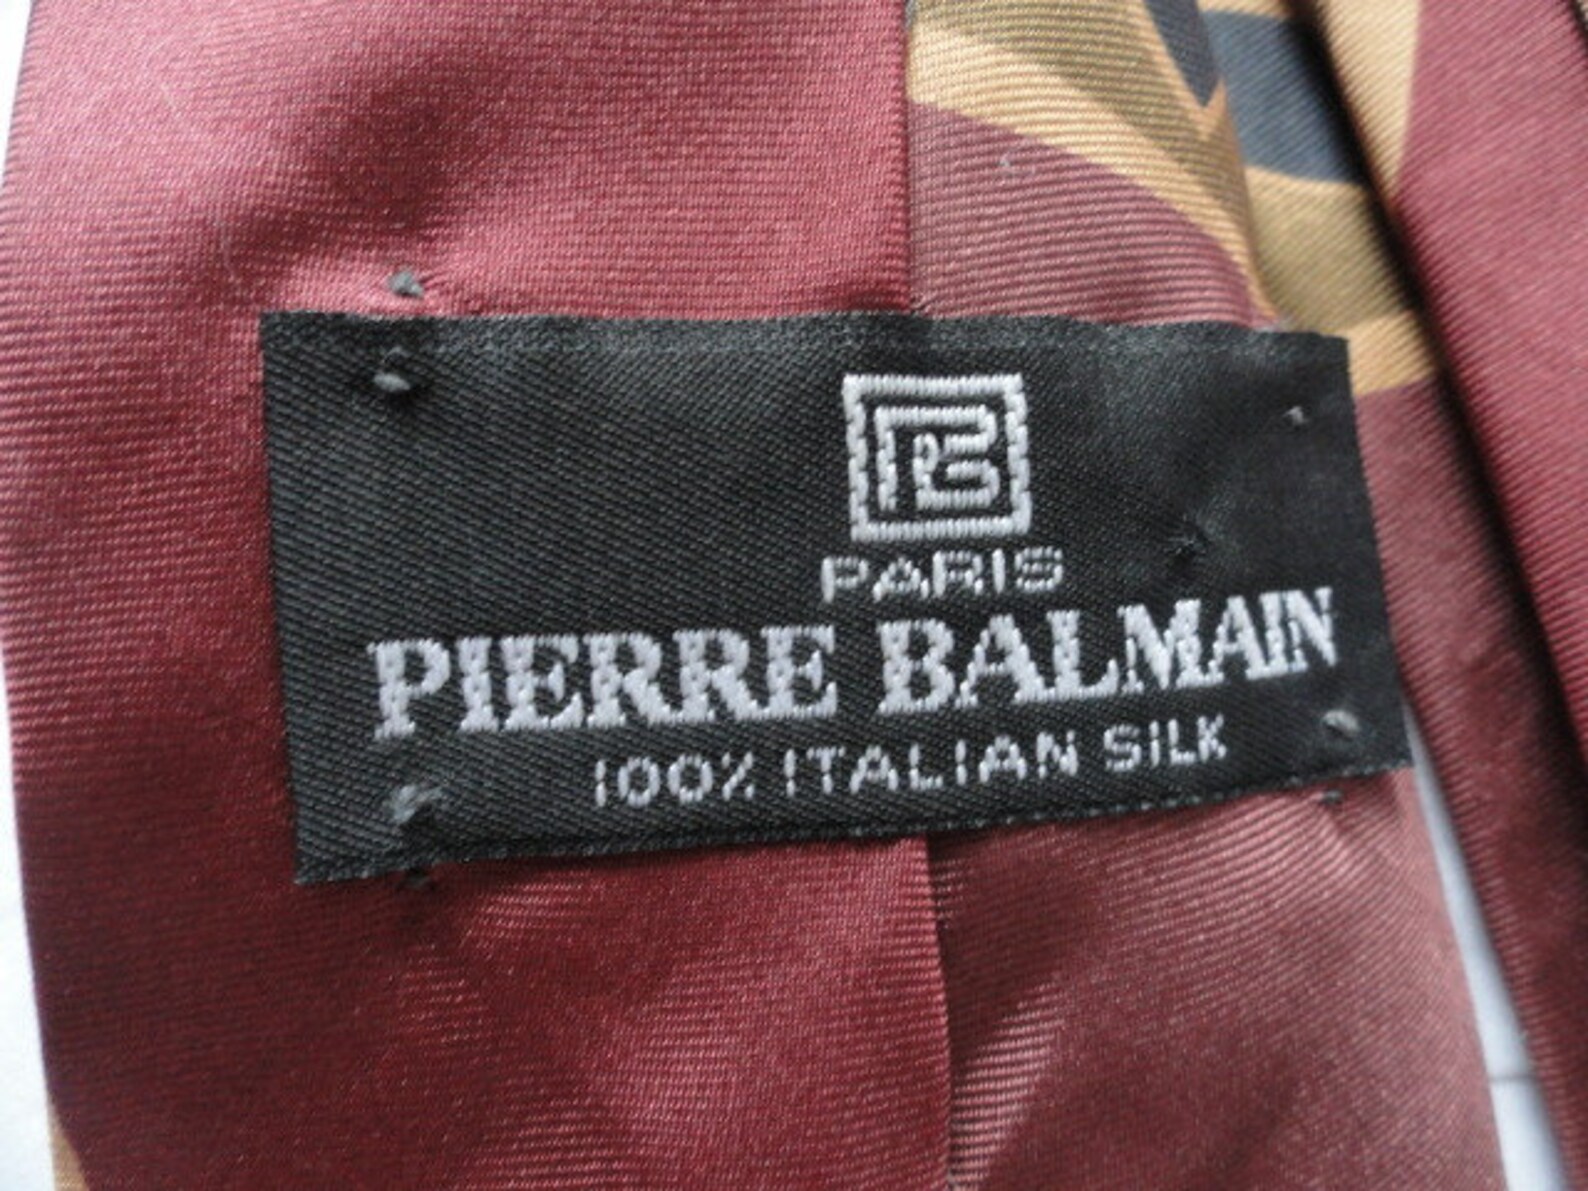 PB
PARIS
PIERRE BALMAIN
100% ITALIAN SILK